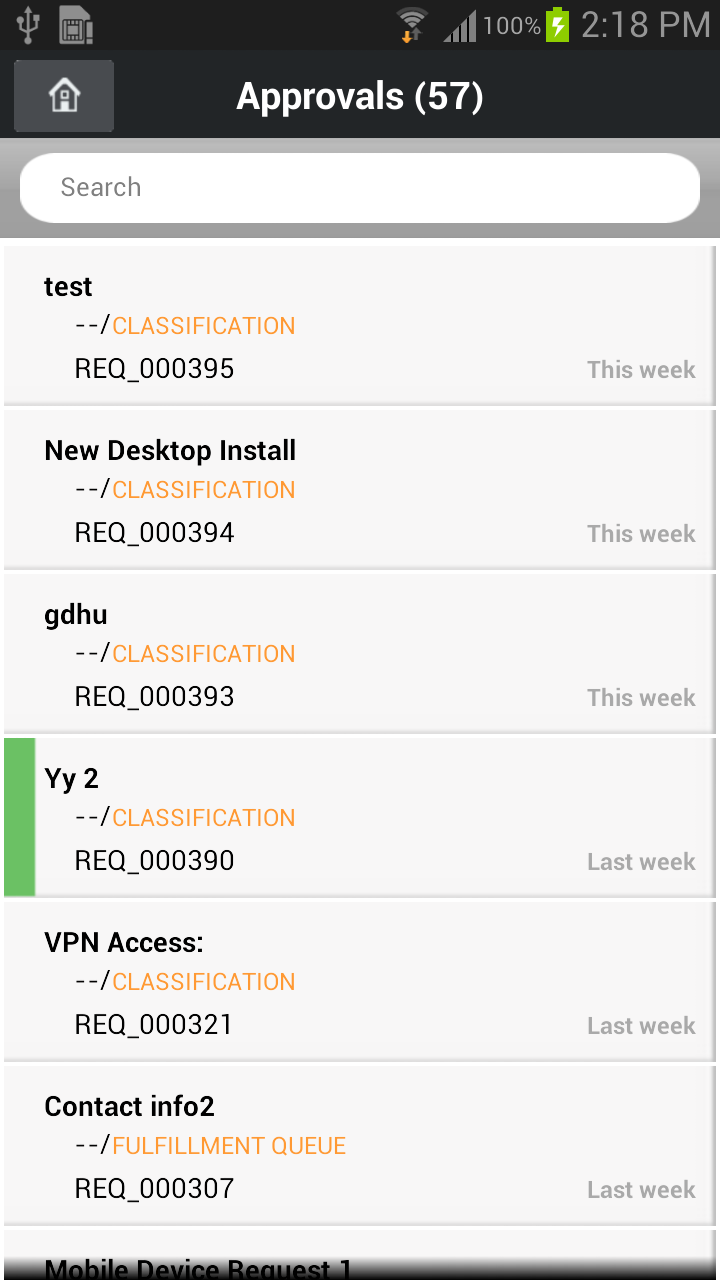 100% 2:18 PM
Approvals (57)
Search
test
--/CLASSIFICATION
REQ_000395 This week
New Desktop Install
--/CLASSIFICATION
REQ_000394 This week
gdhu
--/CLASSIFICATION
REQ_000393 This week
Yy 2
--/CLASSIFICATION
REQ_000390 Last week
VPN Access:
--/CLASSIFICATION
REQ_000321 Last week
Contact info2
--/FULFILLMENT QUEUE
REQ_000307 Last week
Mobile Device Request 1